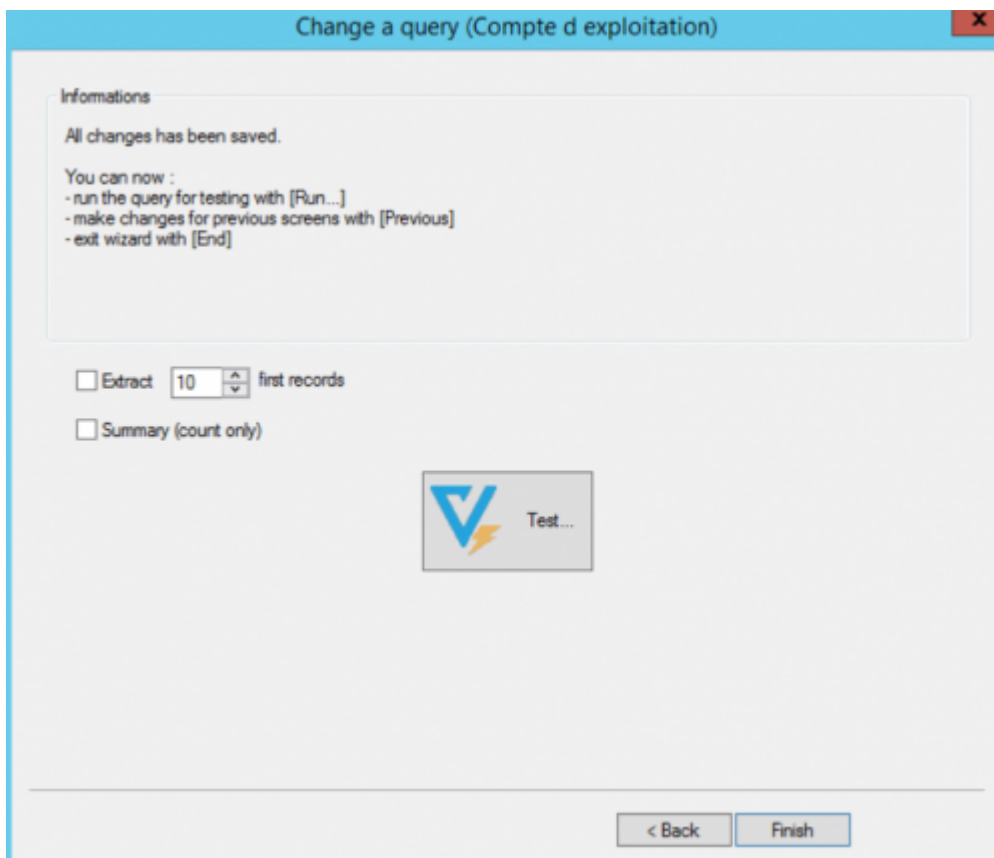 Change a query (Compte d exploitation)
x
Informations
All changes has been saved.
You can now :
- run the query for testing with [Run...]
- make changes for previous screens with [Previous]
- exit wizard with [End]
Extract 10 first records
Summary (count only)
Test...
< Back Finish